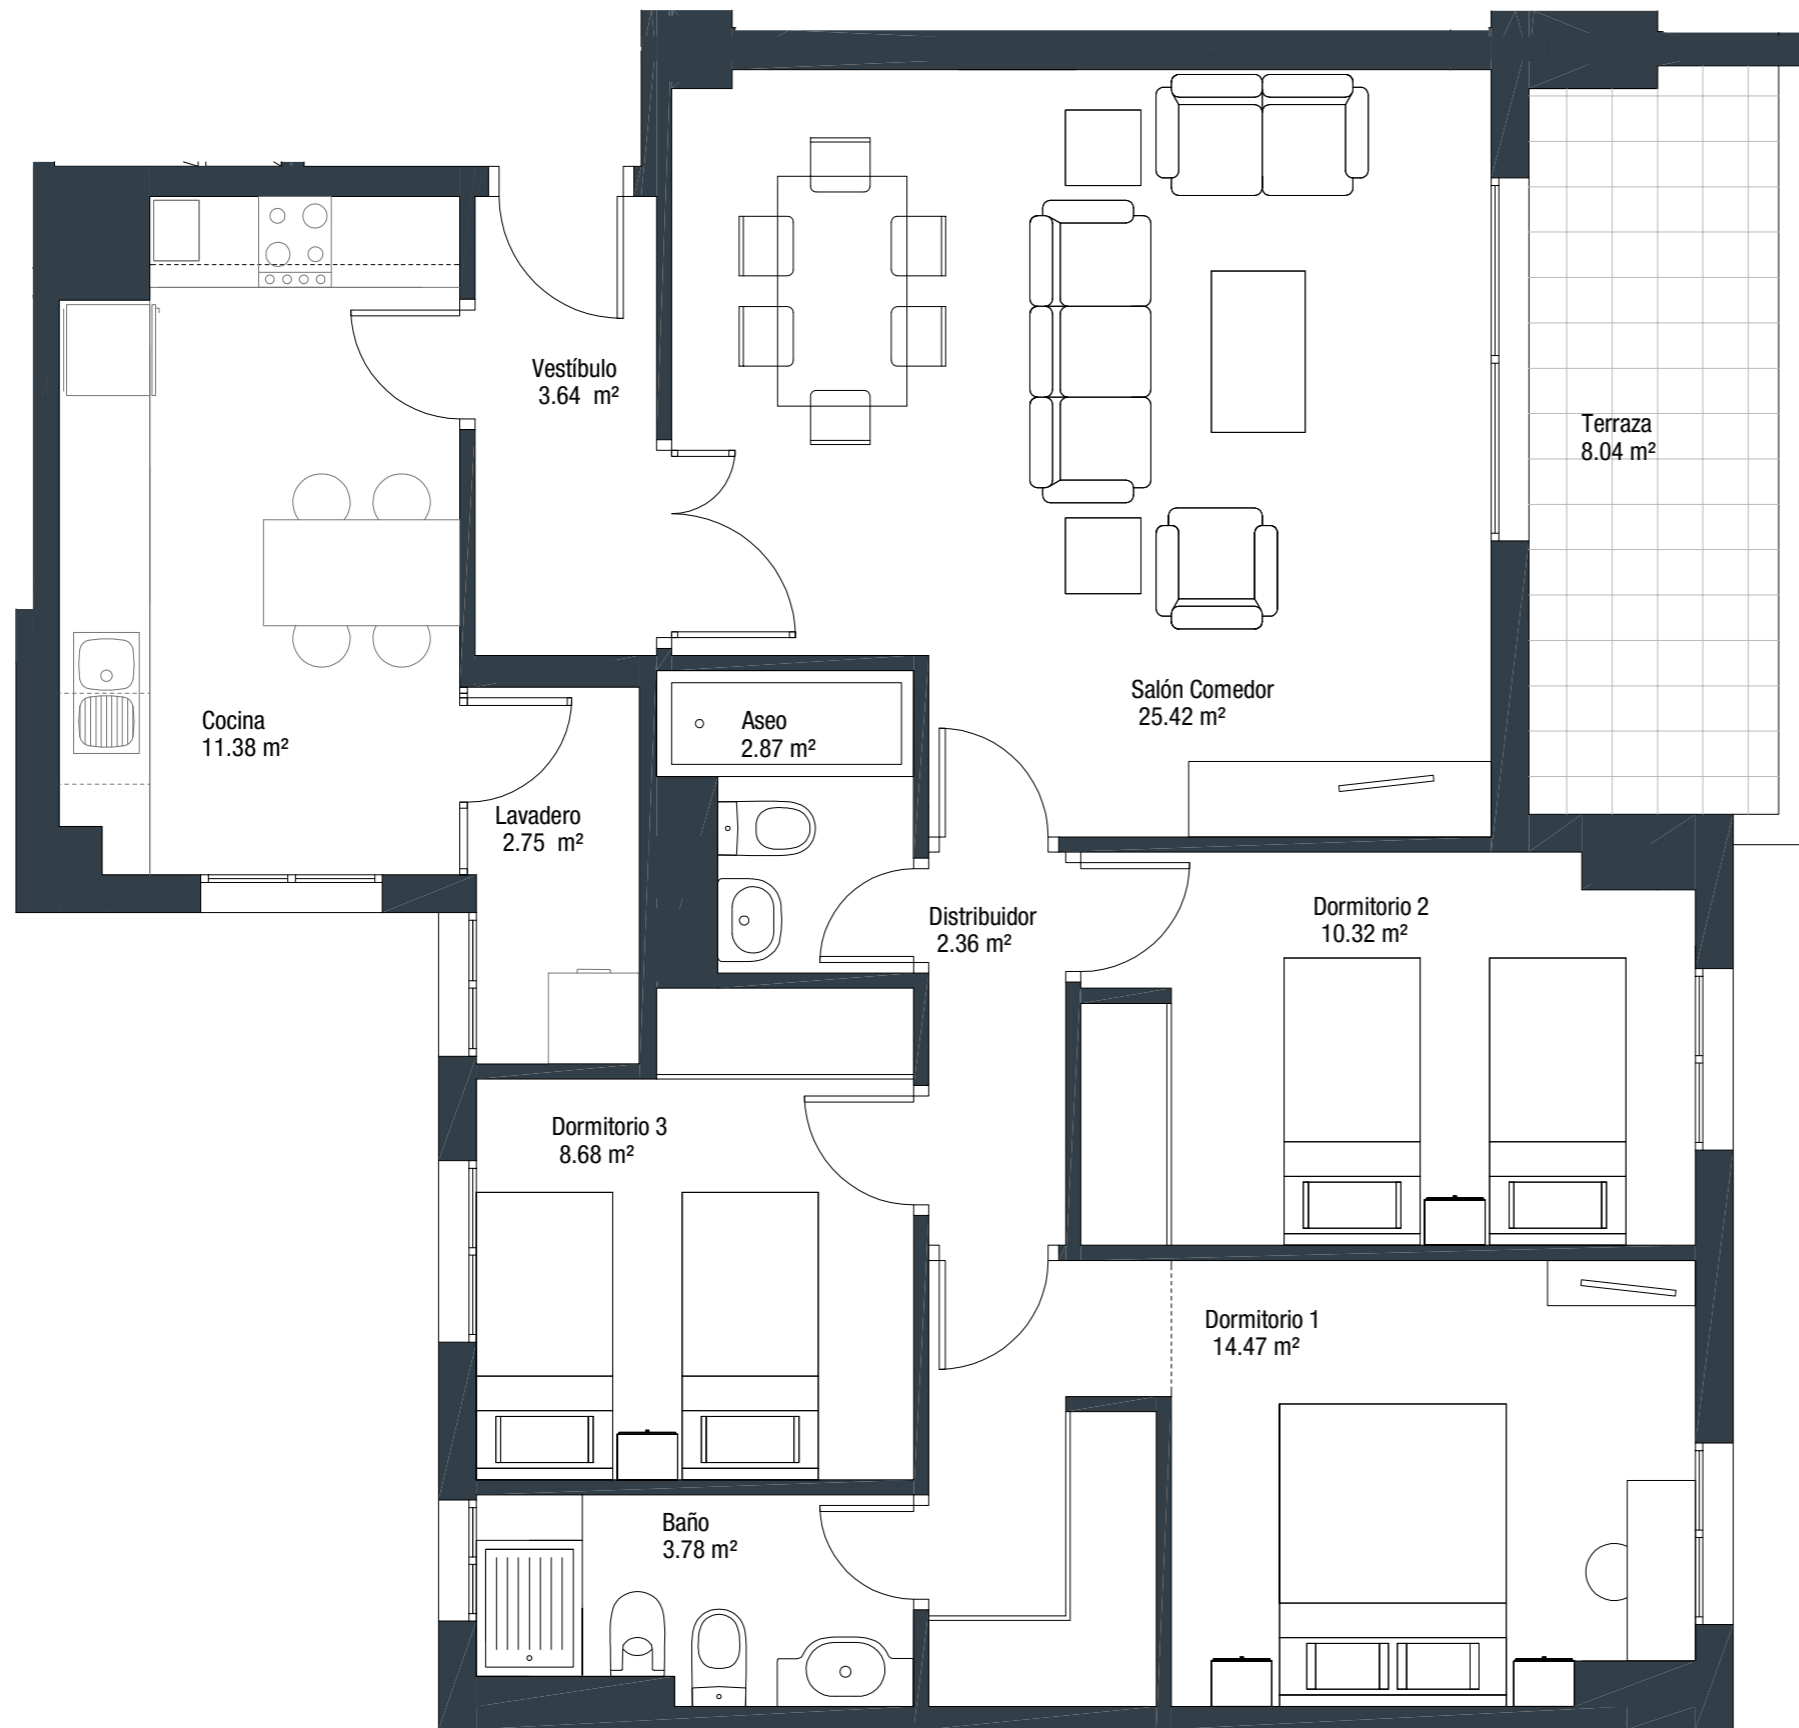 Vestíbulo
3.64 m²
Terraza
8.04 m²
Salón Comedor
25.42 m²
Cocina
11.38 m²
Aseo
2.87 m²
Lavadero
2.75 m²
Distribuidor
2.36 m²
Dormitorio 2
10.32 m²
Dormitorio 3
8.68 m²
Dormitorio 1
14.47 m²
Baño
3.78 m²